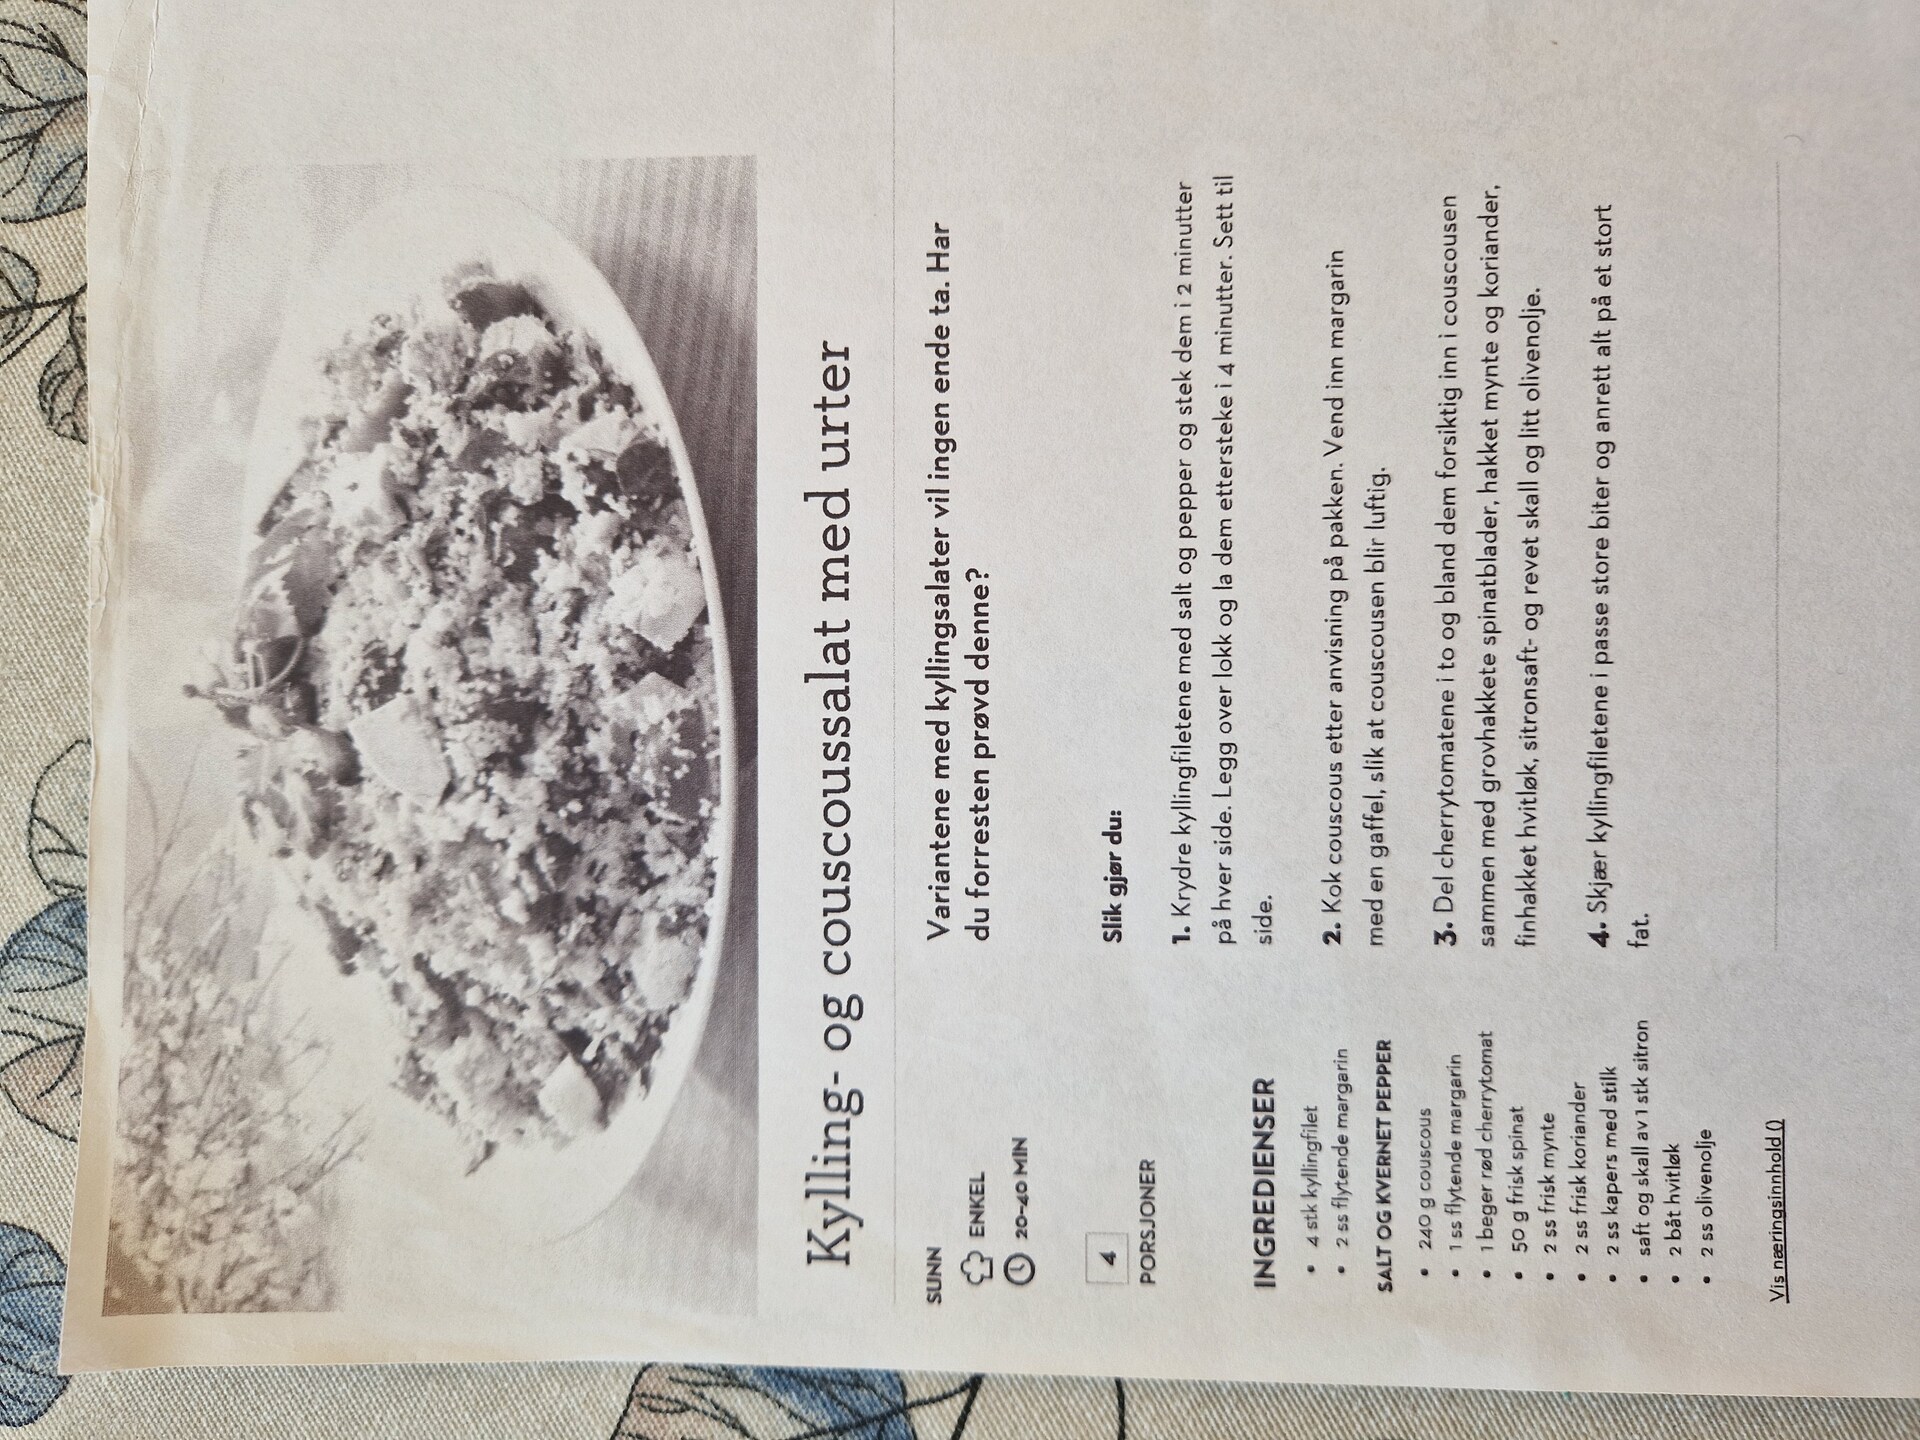 Kylling- og couscoussalat med urter
SUNN
ENKEL
20-40 MIN
4
PORSJONER
INGREDIENSER
• 4 stk kyllingfilet
• 2 ss flytende margarin
SALT OG KVERNET PEPPER
• 240 g couscous
• 1 ss flytende margarin
• 1 beger rød cherrytomat
• 50 g frisk spinat
• 2 ss frisk mynte
• 2 ss frisk koriander
• 2 ss kapers med stilk
• saft og skall av 1 stk sitron
• 2 båt hvitløk
• 2 ss olivenolje
Vis næringsinnhold ()
Variantene med kyllingsalater vil ingen ende ta. Har
du forresten prøvd denne?
Slik gjør du:
1. Krydre kyllingfiletene med salt og pepper og stek dem i 2 minutter
på hver side. Legg over lokk og la dem ettersteke i 4 minutter. Sett til
side.
2. Kok couscous etter anvisning på pakken. Vend inn margarin
med en gaffel, slik at couscousen blir luftig.
3. Del cherrytomatene i to og bland dem forsiktig inn i couscousen
sammen med grovhakkete spinatblader, hakket mynte og koriander,
finhakket hvitløk, sitronsaft- og revet skall og litt olivenolje.
4. Skjær kyllingfiletene i passe store biter og anrett alt på et stort
fat.